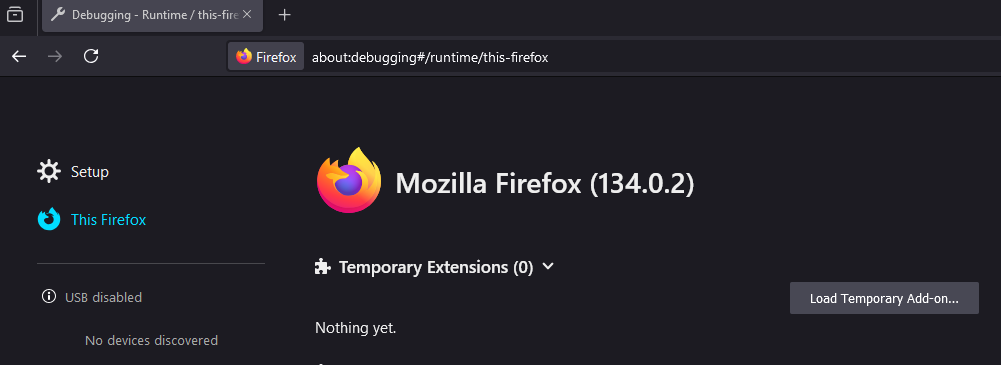 Debugging - Runtime / this-fire
Firefox about:debugging#/runtime/this-firefox
Setup
This Firefox
USB disabled
No devices discovered
Mozilla Firefox (134.0.2)
Temporary Extensions (0)
Load Temporary Add-on...
Nothing yet.